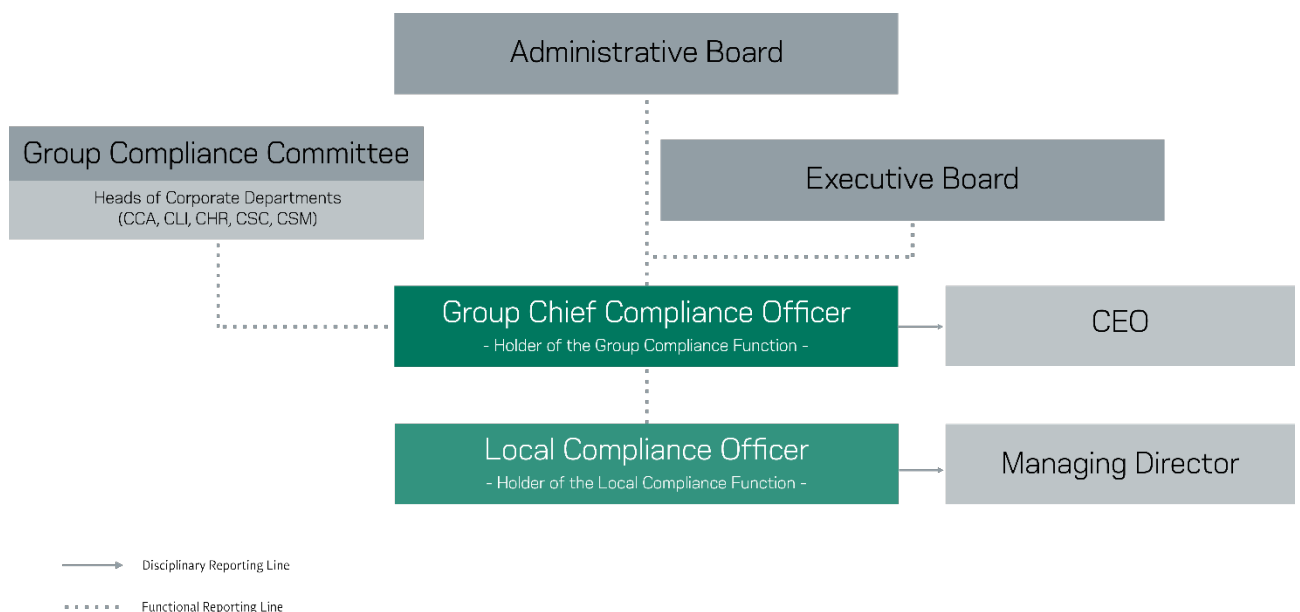 Administrative Board
Group Compliance Committee
Heads of Corporate Departments
(CCA, CLI, CHR, CSC, CSM)
Executive Board
Group Chief Compliance Officer
- Holder of the Group Compliance Function -
CEO
Local Compliance Officer
- Holder of the Local Compliance Function -
Managing Director
Disciplinary Reporting Line
Functional Reporting Line